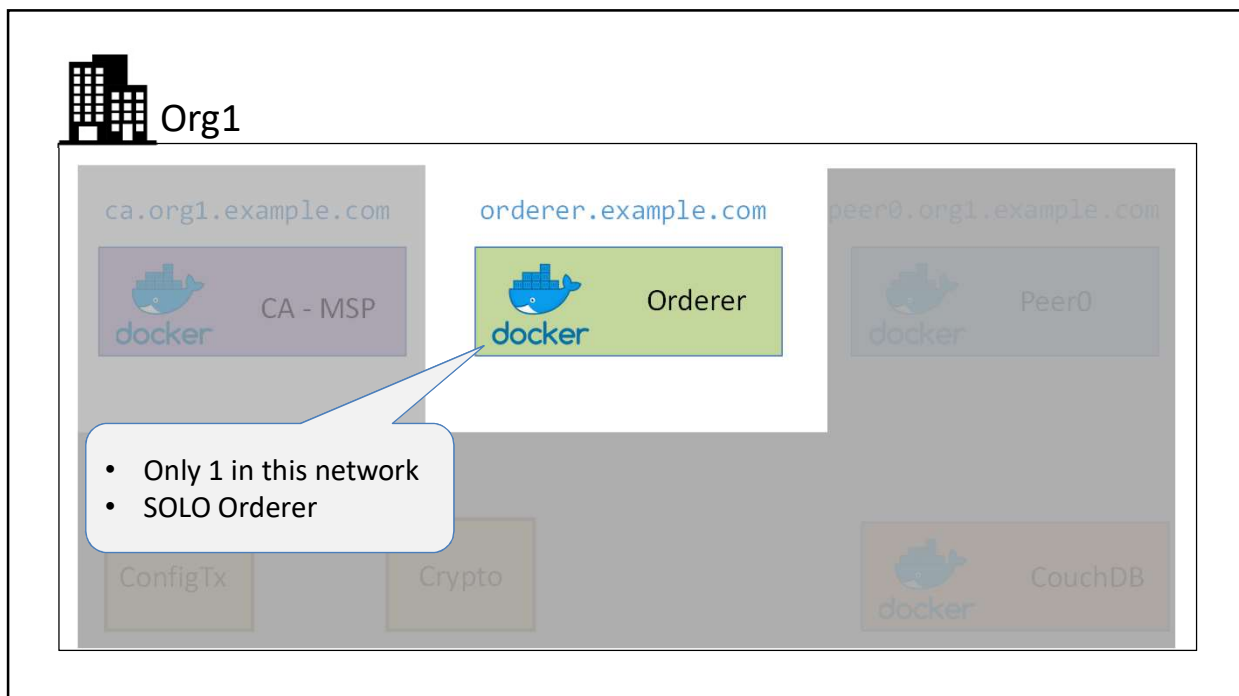 Org1
ca.org1.example.com
orderer.example.com
peer0.org1.example.com
docker
CA - MSP
docker
Orderer
docker
Peer0
• Only 1 in this network
• SOLO Orderer
ConfigTx
Crypto
docker
CouchDB